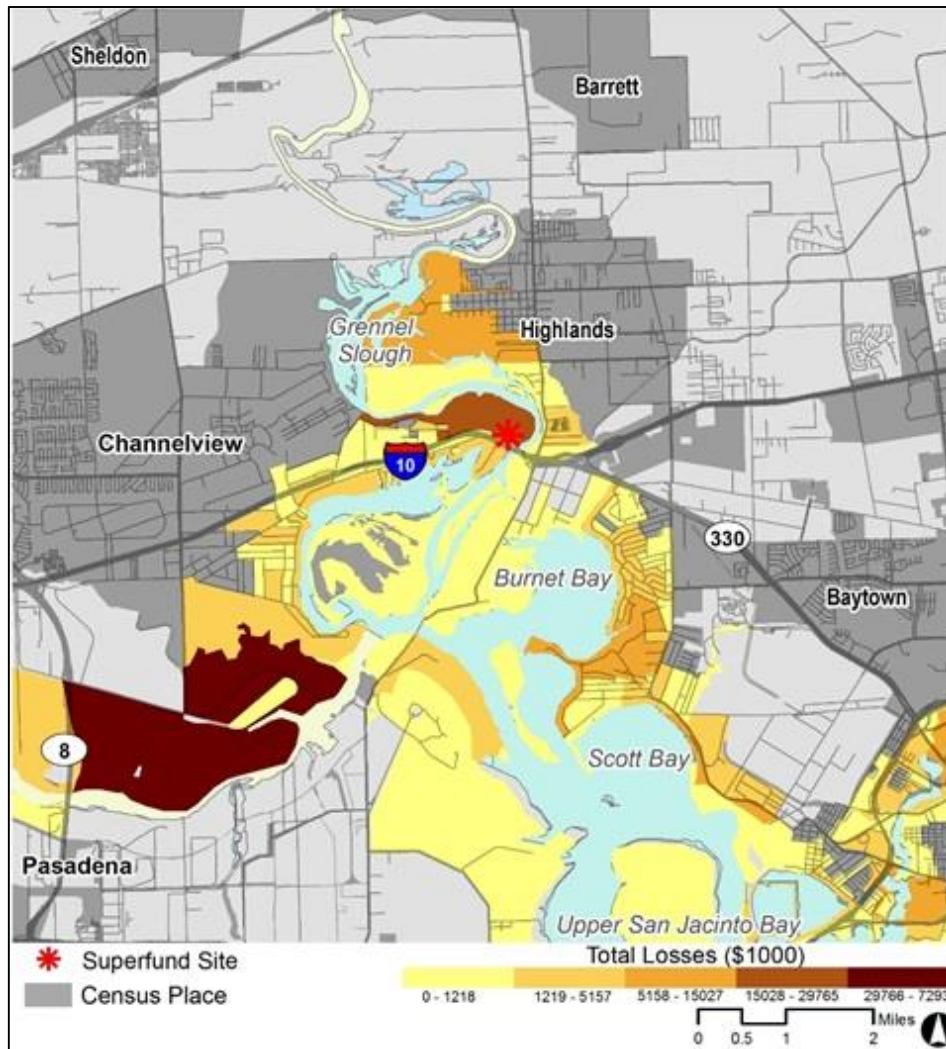 Sheldon
Barrett
Grennel
Slough
Highlands
Channelview
10
330
Burnet Bay
Baytown
8
Scott Bay
Pasadena
Upper San Jacinto Bay
Superfund Site
Census Place
Total Losses ($1000)
0 - 1218 1219 - 5157 5158 - 15027 15028 - 29765 29766 - 7293
Miles
0 0.5 1 2